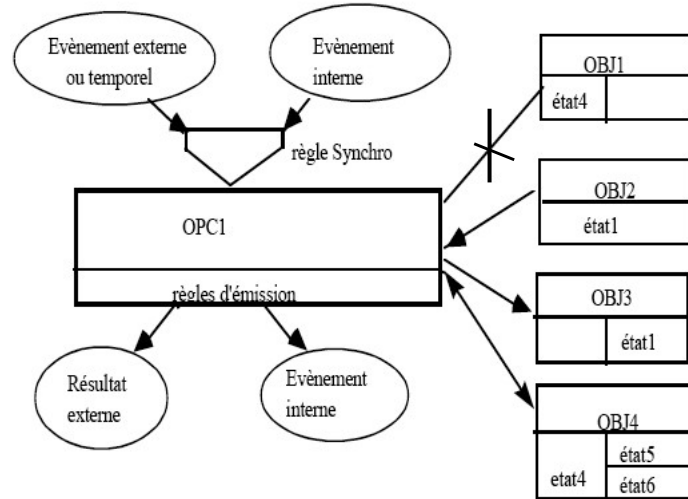 Evènement externe
ou temporel
Evènement
interne
règle Synchro
OPC1
règles d'émission
Résultat
externe
Evènement
interne
OBJ1
état4
OBJ2
état1
OBJ3
état1
OBJ4
etat4
état5
état6